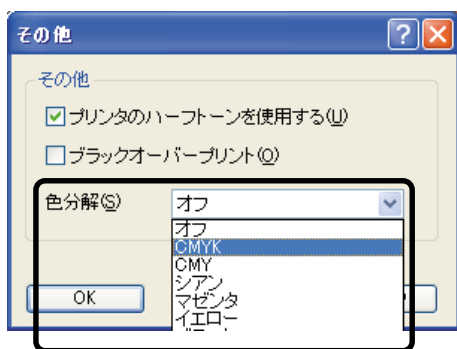 その他
その他
プリンタのハーフトーンを使用する(U)
ブラックオーバープリント(O)
色分解(S)
オフ
オフ
CMYK
CMY
シアン
マゼンタ
イエロー
OK